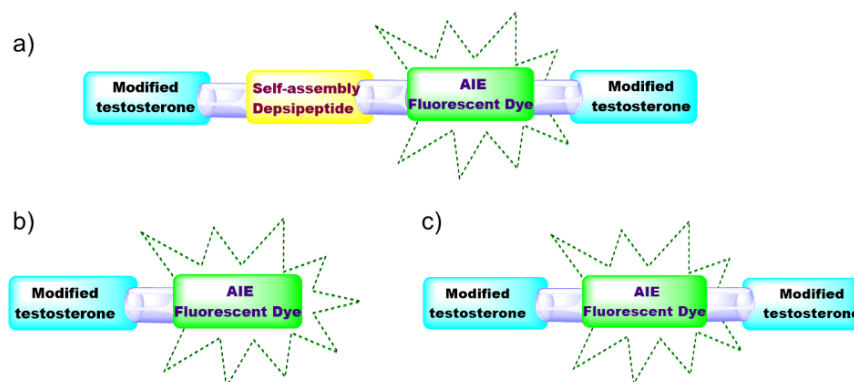 a)
Modified
testosterone
Self-assembly
Depsipeptide
AIE
Fluorescent Dye
Modified
testosterone
b)
Modified
testosterone
AIE
Fluorescent Dye
c)
Modified
testosterone
AIE
Fluorescent Dye
Modified
testosterone